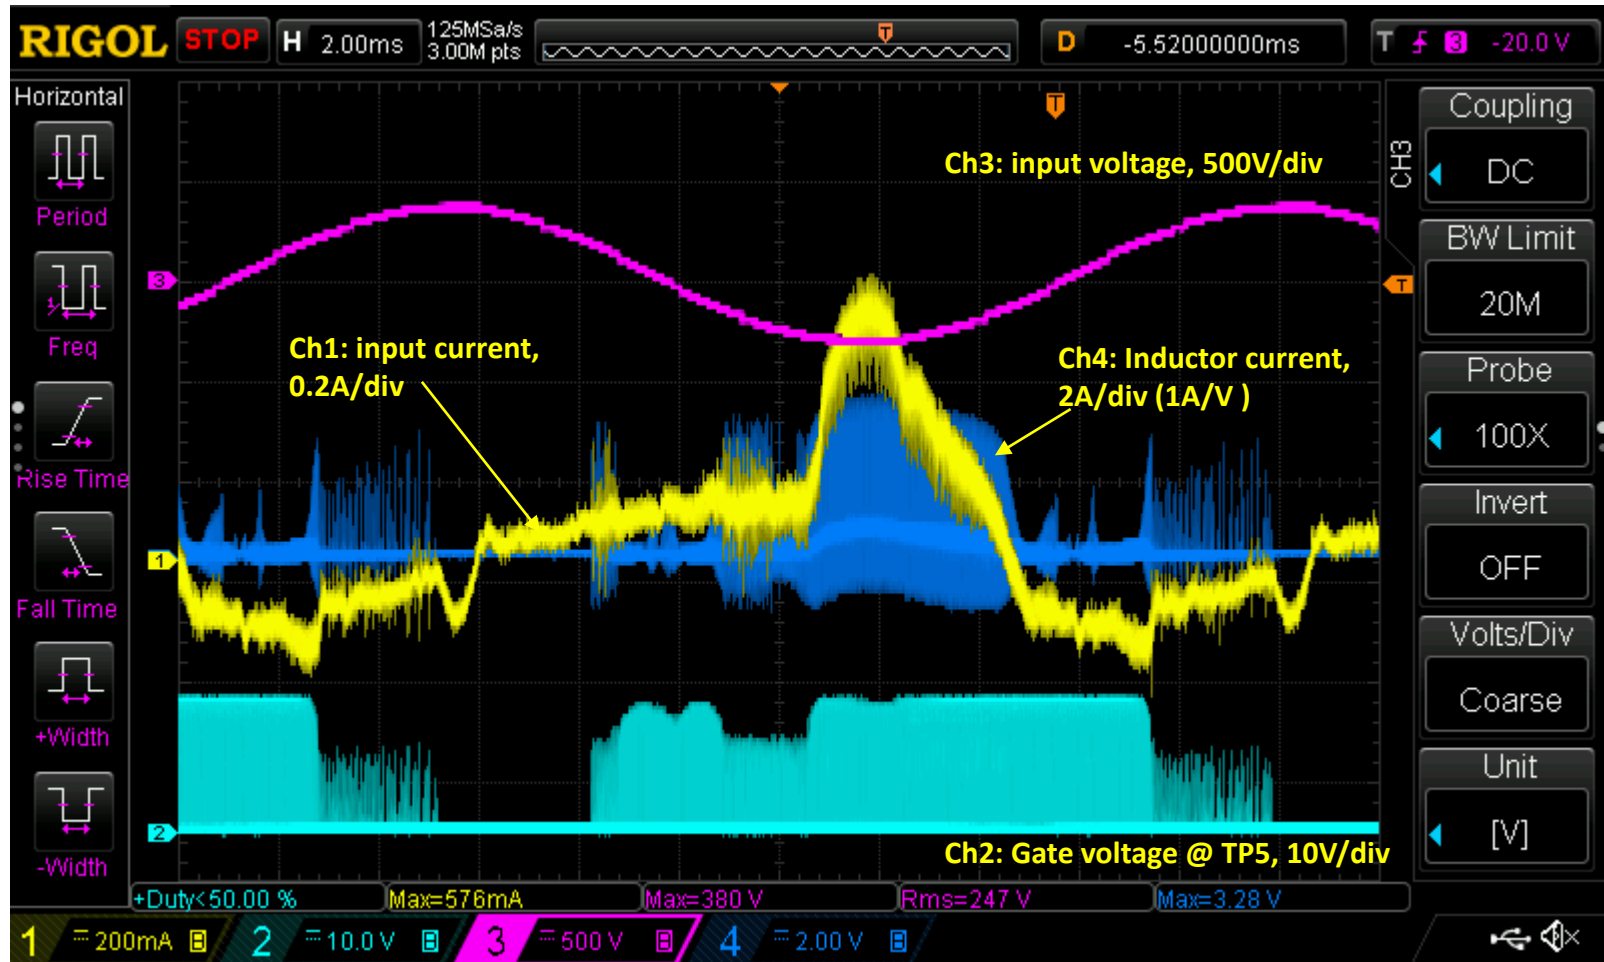 RIGOL STOP H 2.00ms 125MSa/s D -5.52000000ms T 3 -20.0 V
3.00M pts
T
Horizontal
Period
Freq
Rise Time
Fall Time
+Width
-Width
T
Ch3: input voltage, 500V/div
3
Ch1: input current,
0.2A/div
Ch4: Inductor current,
2A/div (1A/V )
T
1
2
Ch2: Gate voltage @ TP5, 10V/div
CH3
Coupling
DC
BW Limit
20M
Probe
100X
Invert
OFF
Volts/Div
Coarse
Unit
[V]
+Duty<50.00 % Max=576mA Max=380 V Rms=247 V Max=3.28 V
1 200mA B 2 10.0 V B 3 500 V B 4 2.00 V B